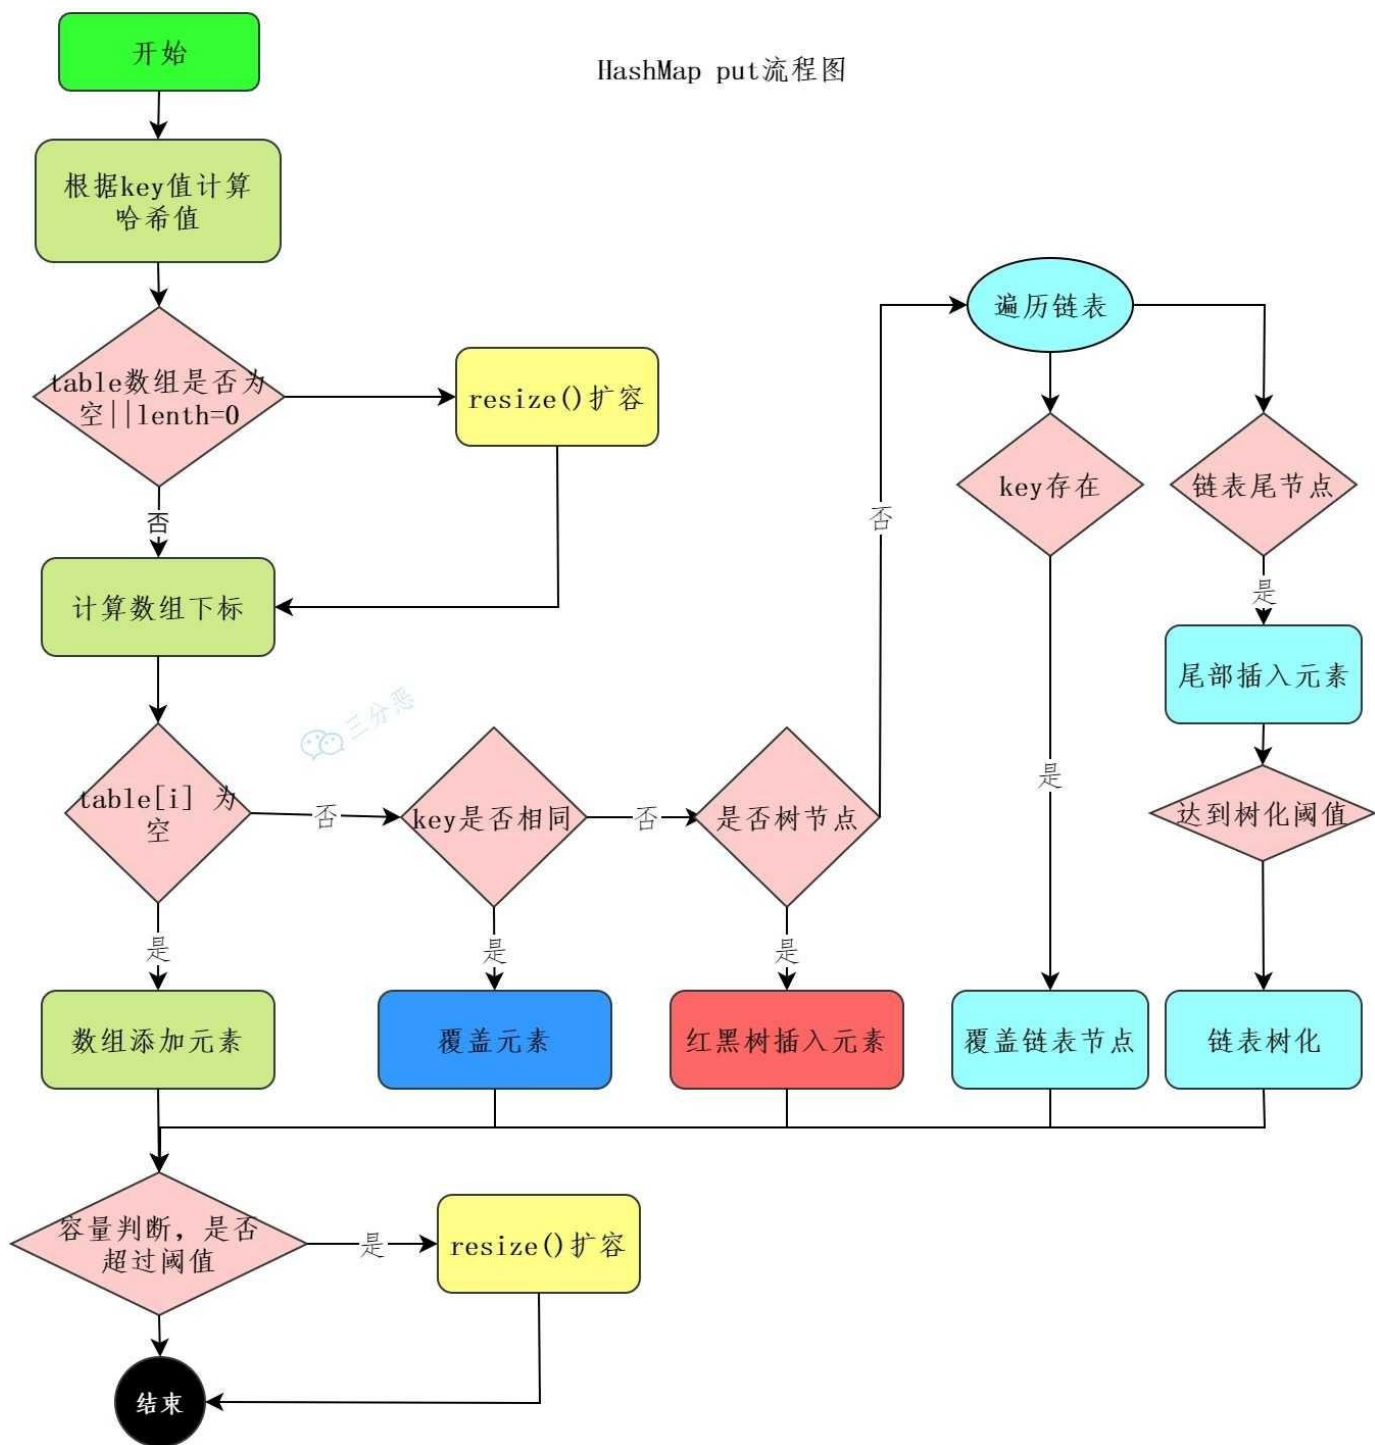 开始
HashMap put流程图
根据key值计算
哈希值
table数组是否为
空||lenth=0
resize()扩容
遍历链表
否
key存在
链表尾节点
否
计算数组下标
是
尾部插入元素
三分恶
table[i] 为
空
否
key是否相同
否
是否树节点
是
达到树化阈值
是
是
是
数组添加元素
覆盖元素
红黑树插入元素
覆盖链表节点
链表树化
容量判断，是否
超过阈值
是
resize()扩容
结束